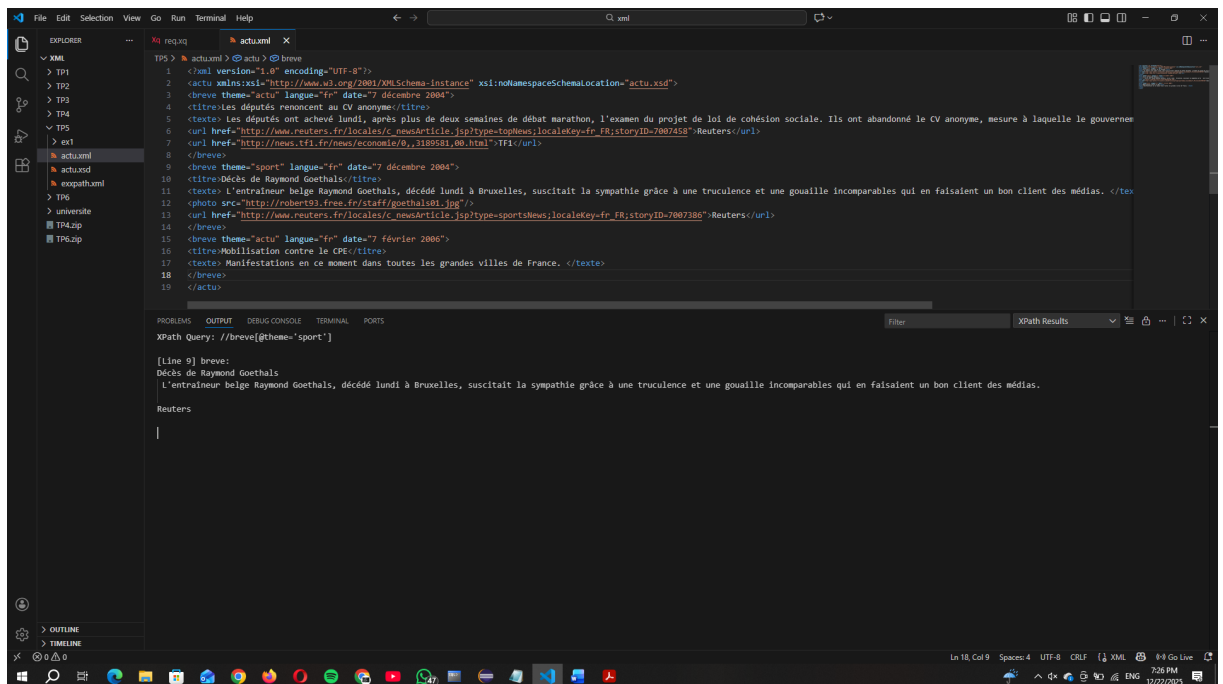 File Edit Selection View Go Run Terminal Help
xml
EXPLORER
XML
TP1
TP2
TP3
TP4
TP5
ex1
actu.xml
actu.xsd
exxpath.xml
TP6
universite
TP4.zip
TP6.zip
OUTLINE
TIMELINE
Xq req.xq actu.xml
TP5 > actu.xml > actu > breve
1 <?xml version="1.0" encoding="UTF-8"?>
2 <actu xmlns:xsi="http://www.w3.org/2001/XMLSchema-instance" xsi:noNamespaceSchemaLocation="actu.xsd">
3 <breve theme="actu" langue="fr" date="7 décembre 2004">
4 <titre>Les députés renoncent au CV anonyme</titre>
5 <texte> Les députés ont achevé lundi, après plus de deux semaines de débat marathon, l'examen du projet de loi de cohésion sociale. Ils ont abandonné le CV anonyme, mesure à laquelle le gouvernem
6 <url href="http://www.reuters.fr/locales/c_newsArticle.jsp?type=topNews;localeKey=fr_FR;storyID=7007458">Reuters</url>
7 <url href="http://news.tf1.fr/news/economie/0,,3189581,00.html">TF1</url>
8 </breve>
9 <breve theme="sport" langue="fr" date="7 décembre 2004">
10 <titre>Décès de Raymond Goethals</titre>
11 <texte> L'entraîneur belge Raymond Goethals, décédé lundi à Bruxelles, suscitait la sympathie grâce à une truculence et une gouaille incomparables qui en faisaient un bon client des médias. </tex
12 <photo src="http://robert93.free.fr/staff/goethals01.jpg"/>
13 <url href="http://www.reuters.fr/locales/c_newsArticle.jsp?type=sportsNews;localeKey=fr_FR;storyID=7007386">Reuters</url>
14 </breve>
15 <breve theme="actu" langue="fr" date="7 février 2006">
16 <titre>Mobilisation contre le CPE</titre>
17 <texte> Manifestations en ce moment dans toutes les grandes villes de France. </texte>
18 </breve>
19 </actu>
PROBLEMS OUTPUT DEBUG CONSOLE TERMINAL PORTS
Filter
XPath Results
XPath Query: //breve[@theme='sport']
[Line 9] breve:
Décès de Raymond Goethals
L'entraîneur belge Raymond Goethals, décédé lundi à Bruxelles, suscitait la sympathie grâce à une truculence et une gouaille incomparables qui en faisaient un bon client des médias.
Reuters
0 0
Ln 18, Col 9 Spaces: 4 UTF-8 CRLF XML Go Live
47
ENG 7:26 PM
12/22/2025